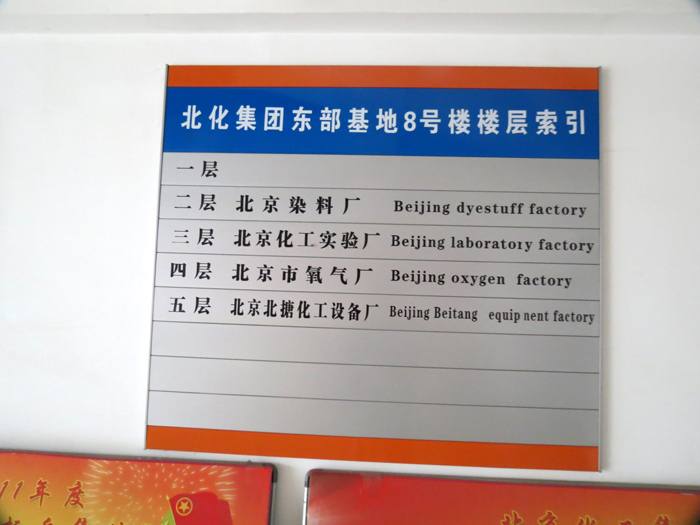 北化集团东部基地8号楼楼层索引
一层
二层 北京染料厂 Beijing dyestuff factory
三层 北京化工实验厂 Beijing laboratory factory
四层 北京市氧气厂 Beijing oxygen factory
五层 北京北搪化工设备厂 Beijing Beitang equip nent factory
11年度